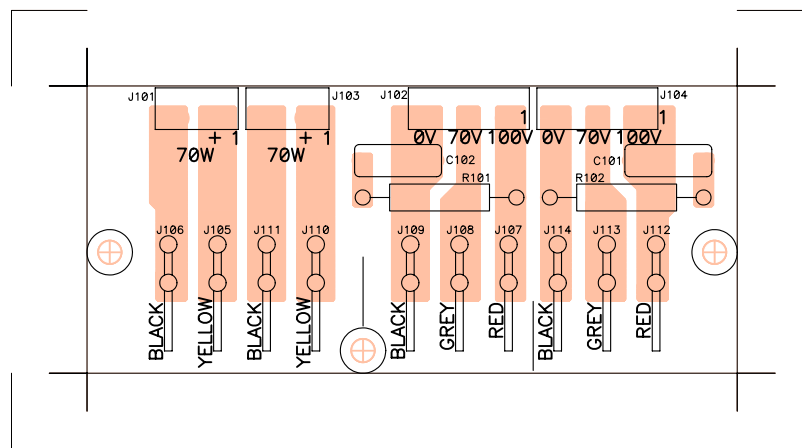 J101 J103 J102 J104
+ 1 + 1 1 1
70W 70W 0V 70V 100V 0V 70V 100V
C102 C101
R101 R102
J106 J105 J111 J110 J109 J108 J107 J114 J113 J112
BLACK YELLOW BLACK YELLOW BLACK GREY RED BLACK GREY RED